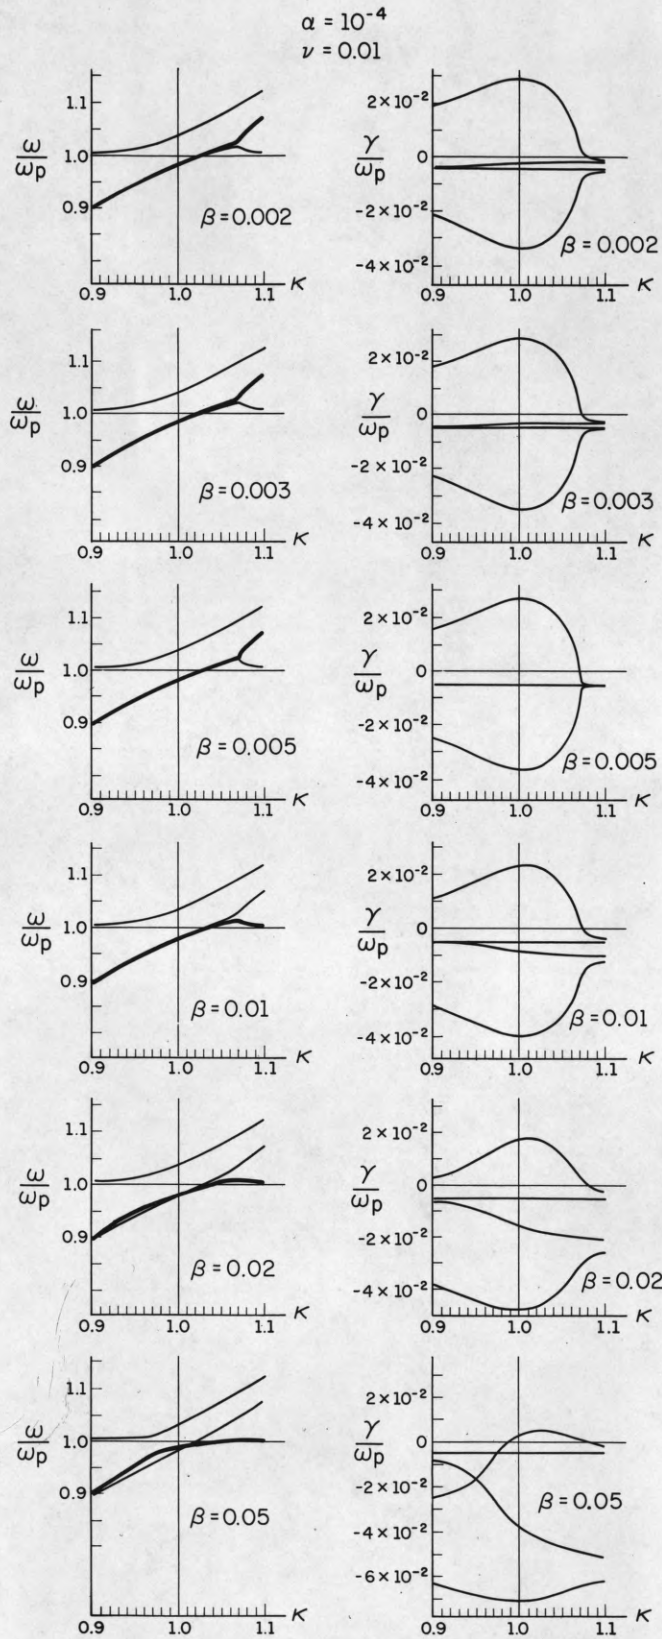 α = 10⁻⁴
ν = 0.01
ω/ωp
1.1
1.0
0.9
β = 0.002
0.9
1.0
1.1
κ
γ/ωp
2 × 10⁻²
0
-2 × 10⁻²
-4 × 10⁻²
β = 0.002
0.9
1.0
1.1
κ
ω/ωp
1.1
1.0
0.9
β = 0.003
0.9
1.0
1.1
κ
γ/ωp
2 × 10⁻²
0
-2 × 10⁻²
-4 × 10⁻²
β = 0.003
0.9
1.0
1.1
κ
ω/ωp
1.1
1.0
0.9
β = 0.005
0.9
1.0
1.1
κ
γ/ωp
2 × 10⁻²
0
-2 × 10⁻²
-4 × 10⁻²
β = 0.005
0.9
1.0
1.1
κ
ω/ωp
1.1
1.0
0.9
β = 0.01
0.9
1.0
1.1
κ
γ/ωp
2 × 10⁻²
0
-2 × 10⁻²
-4 × 10⁻²
β = 0.01
0.9
1.0
1.1
κ
ω/ωp
1.1
1.0
0.9
β = 0.02
0.9
1.0
1.1
κ
γ/ωp
2 × 10⁻²
0
-2 × 10⁻²
-4 × 10⁻²
β = 0.02
0.9
1.0
1.1
κ
ω/ωp
1.1
1.0
0.9
β = 0.05
0.9
1.0
1.1
κ
γ/ωp
2 × 10⁻²
0
-2 × 10⁻²
-4 × 10⁻²
-6 × 10⁻²
β = 0.05
0.9
1.0
1.1
κ